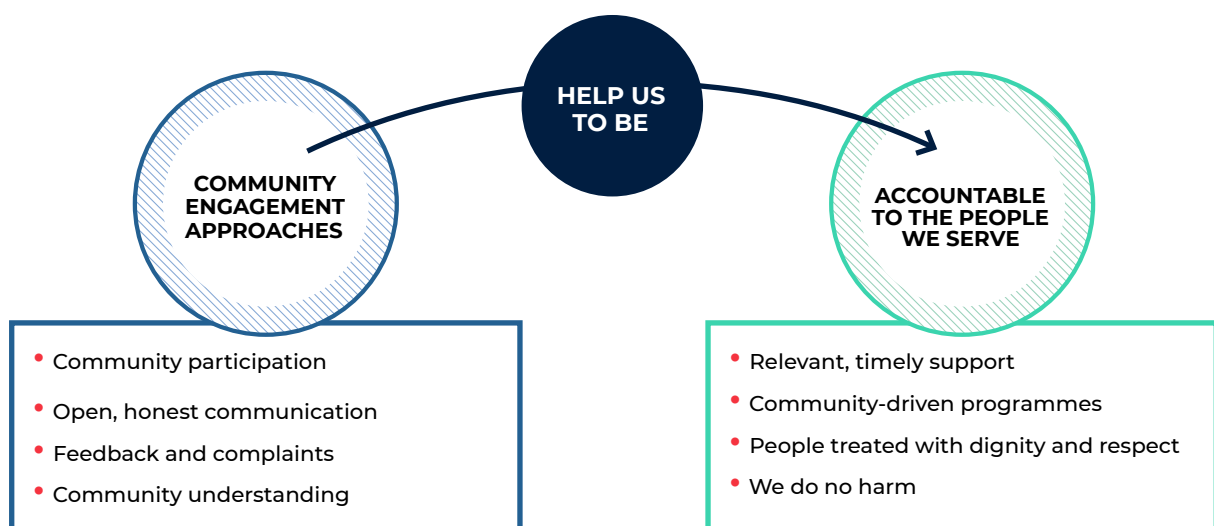 HELP US
TO BE
COMMUNITY
ENGAGEMENT
APPROACHES
• Community participation
• Open, honest communication
• Feedback and complaints
• Community understanding
ACCOUNTABLE
TO THE PEOPLE
WE SERVE
• Relevant, timely support
• Community-driven programmes
• People treated with dignity and respect
• We do no harm